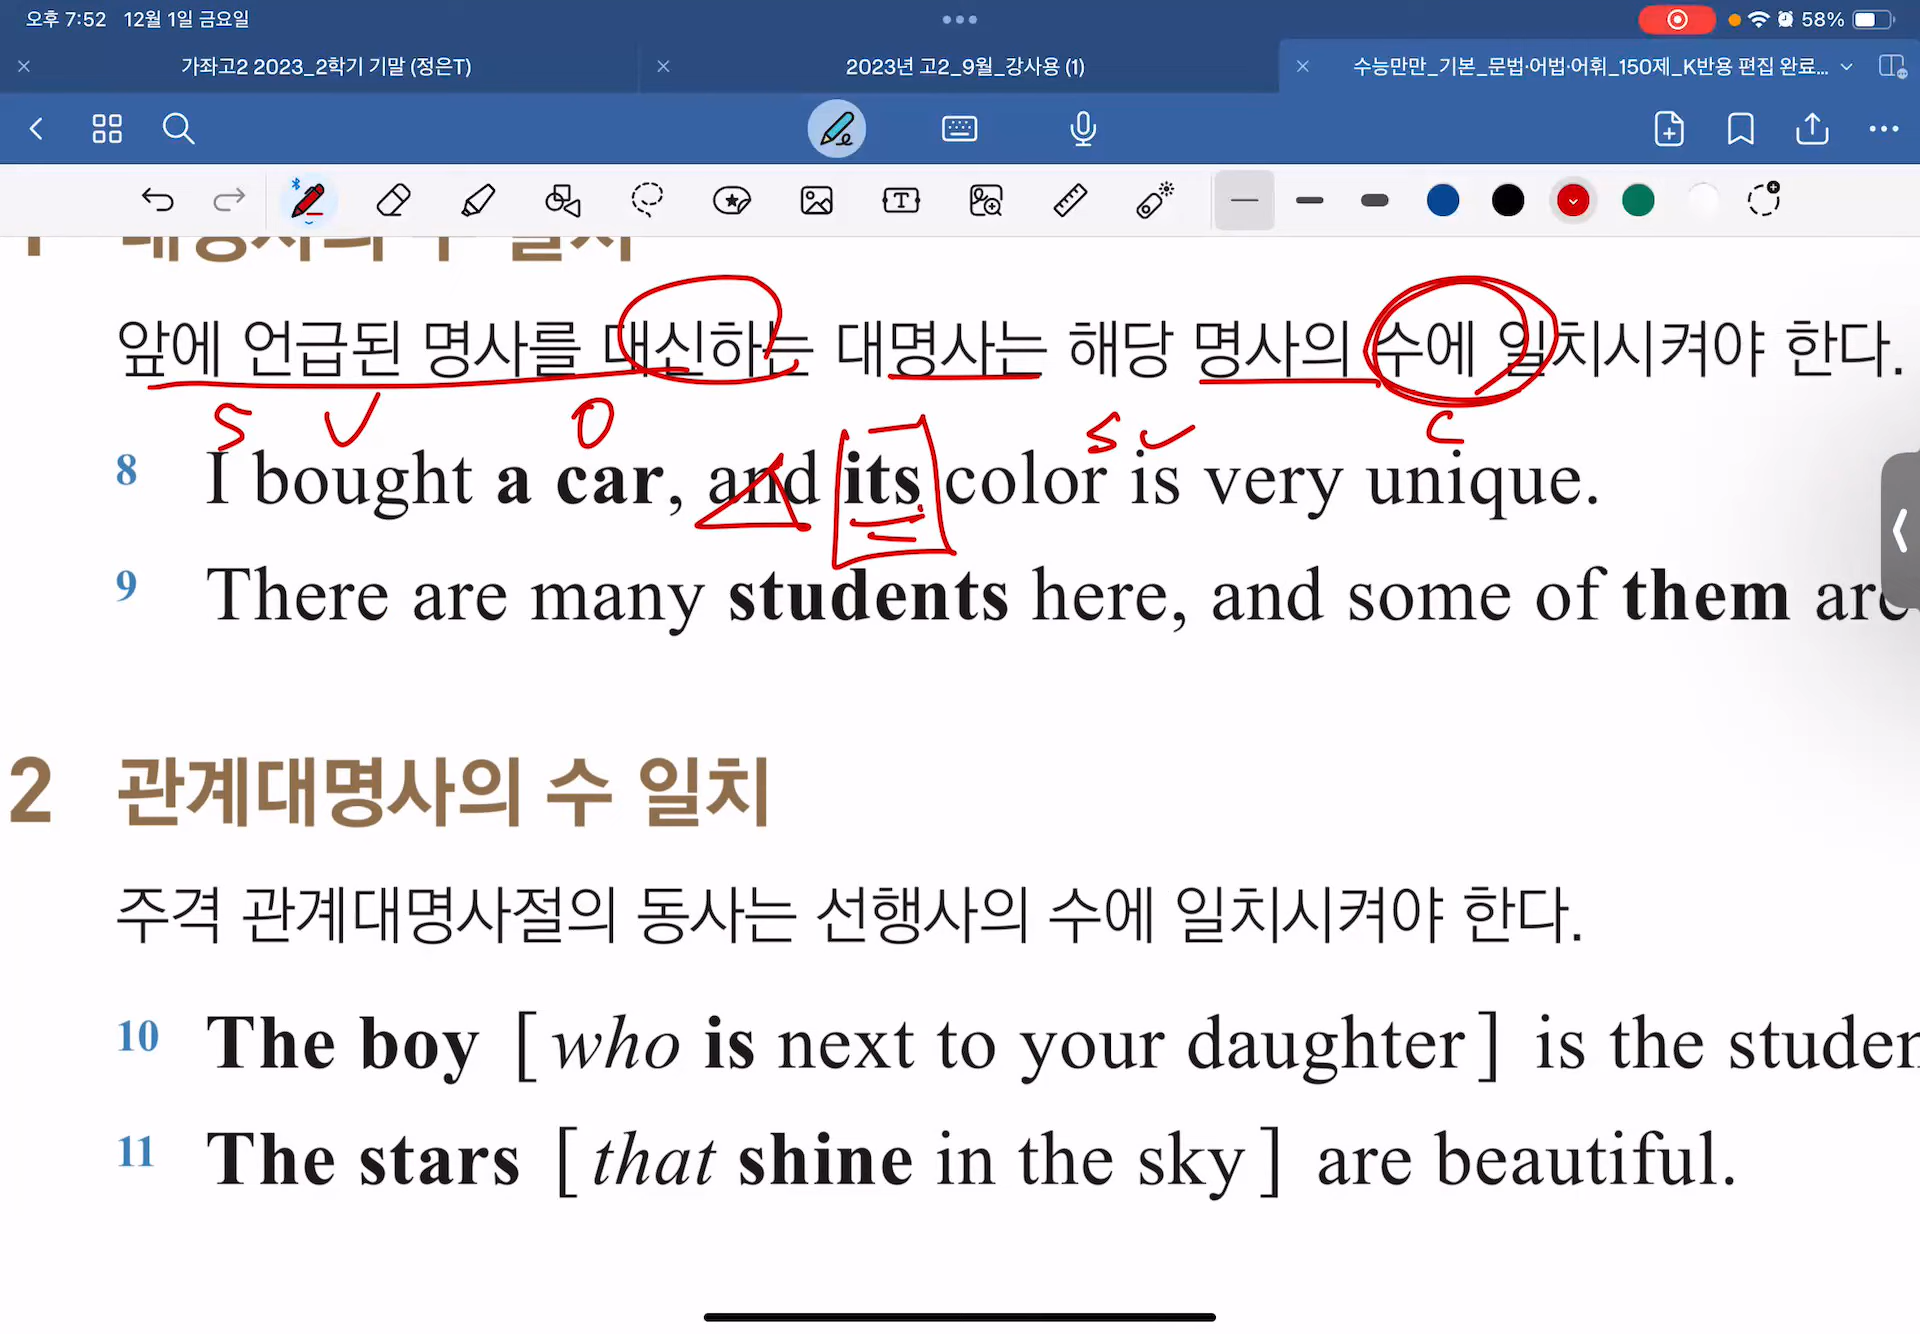 오후 7:52 12월 1일 금요일 58%
가좌고2 2023_2학기 기말 (정은T) 2023년 고2_9월_강사용 (1) 수능만만_기본_문법·어법·어휘_150제_K반용 편집 완료...
1 대명사의 수 일치
앞에 언급된 명사를 대신하는 대명사는 해당 명사의 수에 일치시켜야 한다.
S V O S V C
8 I bought a car, and its color is very unique.
9 There are many students here, and some of them are
2 관계대명사의 수 일치
주격 관계대명사절의 동사는 선행사의 수에 일치시켜야 한다.
10 The boy [who is next to your daughter] is the studen
11 The stars [that shine in the sky] are beautiful.